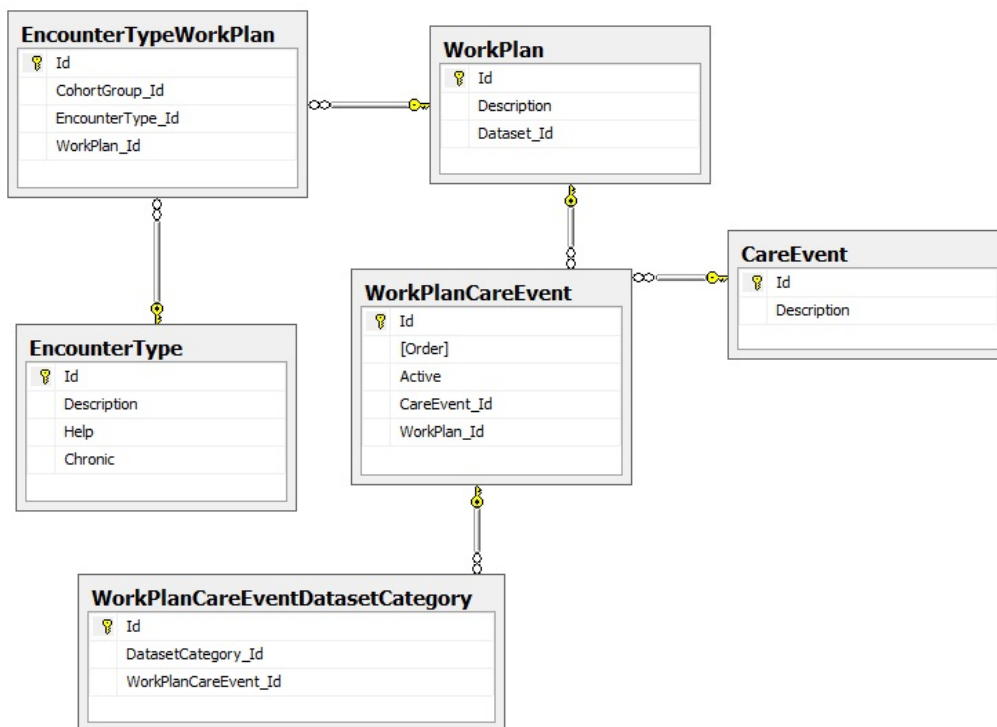 EncounterTypeWorkPlan
Id
CohortGroup_Id
EncounterType_Id
WorkPlan_Id
WorkPlan
Id
Description
Dataset_Id
CareEvent
Id
Description
WorkPlanCareEvent
Id
[Order]
Active
CareEvent_Id
WorkPlan_Id
EncounterType
Id
Description
Help
Chronic
WorkPlanCareEventDatasetCategory
Id
DatasetCategory_Id
WorkPlanCareEvent_Id